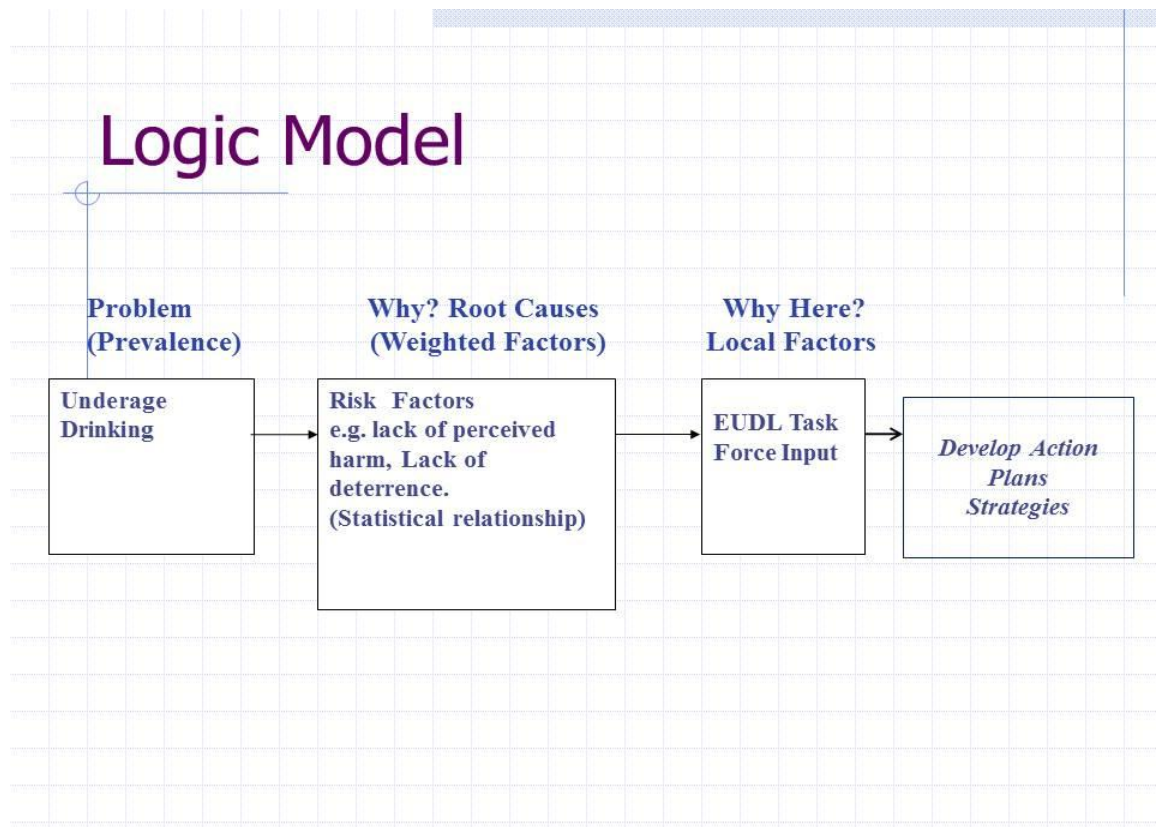 Logic Model
Problem
(Prevalence)
Why? Root Causes
(Weighted Factors)
Why Here?
Local Factors
Underage
Drinking
Risk Factors
e.g. lack of perceived
harm, Lack of
deterrence.
(Statistical relationship)
EUDL Task
Force Input
Develop Action
Plans
Strategies